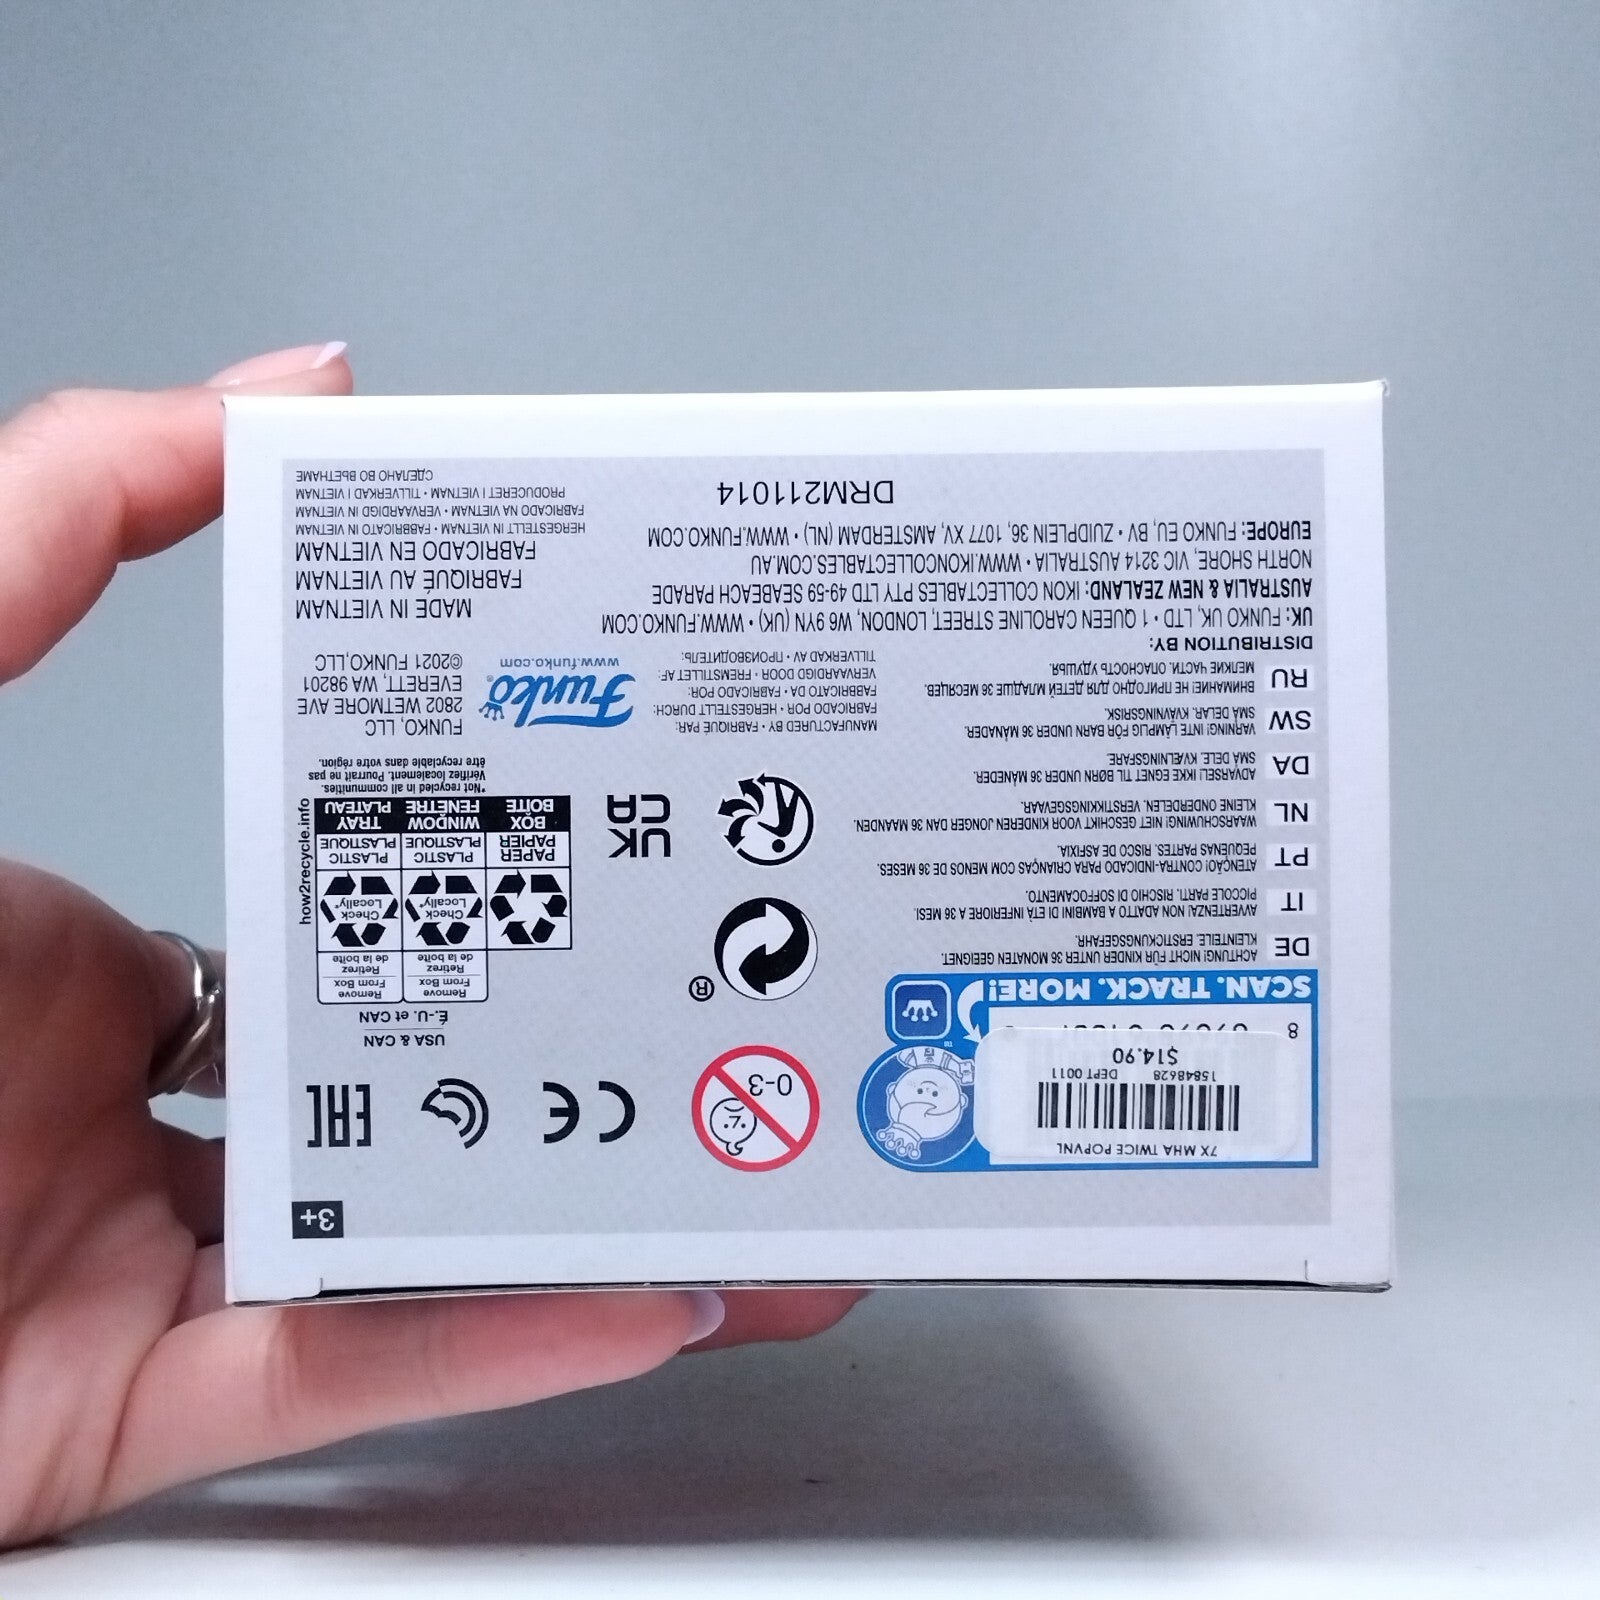 3+
7X MHA TWICE POPVNL
15848628 DEPT 0011
$14.90
8
SCAN. TRACK. MORE!
TM
0-3
CE
EAC
USA & CAN
É.-U. et CAN
Remove From Box
Retirez de la boîte
Remove From Box
Retirez de la boîte
Check Locally*
Check Locally*
PAPER PAPIER
PLASTIC PLASTIQUE
PLASTIC PLASTIQUE
BOX BOÎTE
WINDOW FENÊTRE
TRAY PLATEAU
how2recycle.info
*Not recycled in all communities.
Vérifiez localement. Pourrait ne pas
être recyclable dans votre région.
®
UK
CA
DE
ACHTUNG! NICHT FÜR KINDER UNTER 36 MONATEN GEEIGNET.
KLEINTEILE. ERSTICKUNGSGEFAHR.
IT
AVVERTENZA! NON ADATTO A BAMBINI DI ETÀ INFERIORE A 36 MESI.
PICCOLE PARTI. RISCHIO DI SOFFOCAMENTO.
PT
ATENÇÃO! CONTRA-INDICADO PARA CRIANÇAS COM MENOS DE 36 MESES.
PEQUENAS PARTES. RISCO DE ASFIXIA.
NL
WAARSCHUWING! NIET GESCHIKT VOOR KINDEREN JONGER DAN 36 MAANDEN.
KLEINE ONDERDELEN. VERSTIKKINGSGEVAAR.
DA
ADVARSEL! IKKE EGNET TIL BØRN UNDER 36 MÅNEDER.
SMÅ DELE. KVÆLNINGSFARE.
SW
VARNING! INTE LÄMPLIG FÖR BARN UNDER 36 MÅNADER.
SMÅ DELAR. KVÄVNINGSRISK.
RU
ВНИМАНИЕ! НЕ ПРИГОДНО ДЛЯ ДЕТЕЙ МЛАДШЕ 36 МЕСЯЦЕВ.
МЕЛКИЕ ЧАСТИ. ОПАСНОСТЬ УДУШЬЯ.
MANUFACTURED BY • FABRIQUÉ PAR:
FABRICADO POR • HERGESTELLT DURCH:
FABBRICATO DA • FABRICADO POR:
VERVAARDIGD DOOR • FREMSTILLET AF:
TILLVERKAD AV • ПРОИЗВОДИТЕЛЬ:
Funko®
www.funko.com
FUNKO, LLC
2802 WETMORE AVE
EVERETT, WA 98201
©2021 FUNKO,LLC
DISTRIBUTION BY:
UK: FUNKO UK, LTD • 1 QUEEN CAROLINE STREET, LONDON, W6 9YN (UK) • WWW.FUNKO.COM
AUSTRALIA & NEW ZEALAND: IKON COLLECTABLES PTY LTD 49-59 SEABEACH PARADE
NORTH SHORE, VIC 3214 AUSTRALIA • WWW.IKONCOLLECTABLES.COM.AU
EUROPE: FUNKO EU, BV • ZUIDPLEIN 36, 1077 XV, AMSTERDAM (NL) • WWW.FUNKO.COM
DRM211014
MADE IN VIETNAM
FABRIQUÉ AU VIETNAM
FABRICADO EN VIETNAM
HERGESTELLT IN VIETNAM • FABBRICATO IN VIETNAM
FABRICADO NA VIETNAM • VERVAARDIGD IN VIETNAM
PRODUCERET I VIETNAM • TILLVERKAD I VIETNAM
СДЕЛАНО ВО ВЬЕТНАМЕ